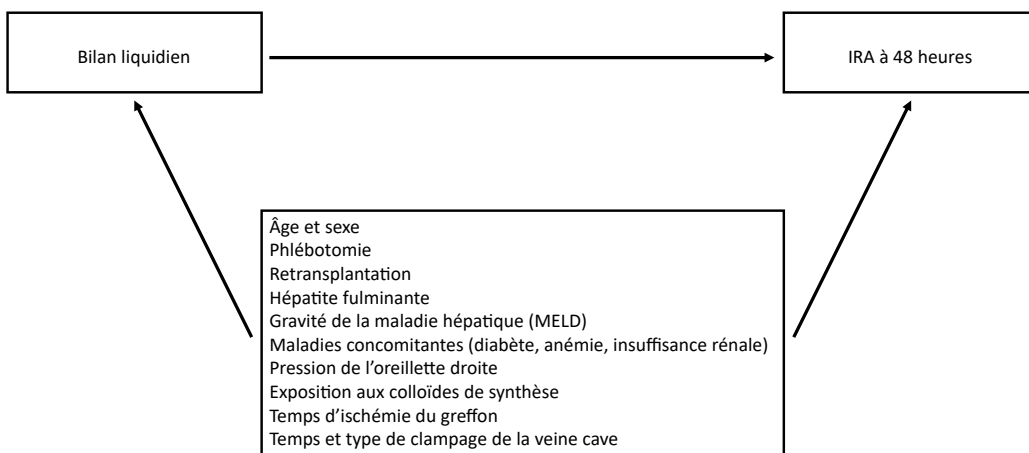 Bilan liquidien
IRA à 48 heures
Âge et sexe
Phlébotomie
Retransplantation
Hépatite fulminante
Gravité de la maladie hépatique (MELD)
Maladies concomitantes (diabète, anémie, insuffisance rénale)
Pression de l’oreillette droite
Exposition aux colloïdes de synthèse
Temps d’ischémie du greffon
Temps et type de clampage de la veine cave